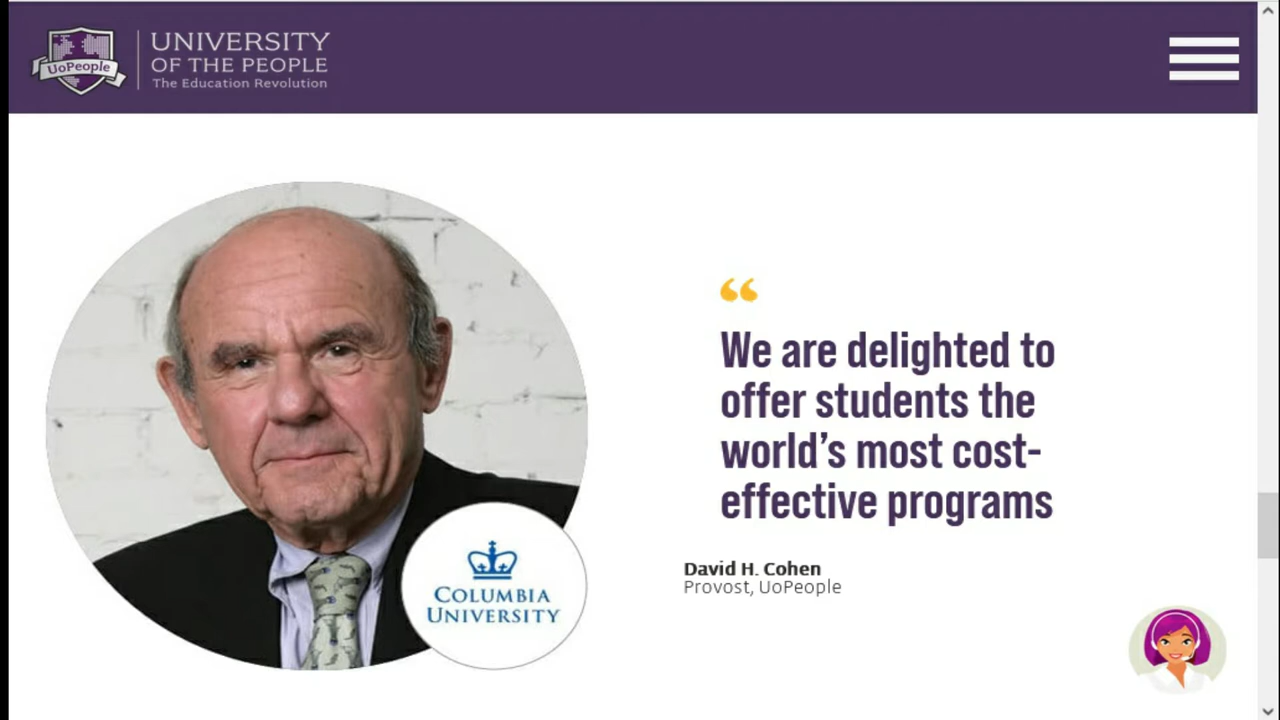 UoPeople
UNIVERSITY
OF THE PEOPLE
The Education Revolution
“
We are delighted to
offer students the
world’s most cost-
effective programs
David H. Cohen
Provost, UoPeople
COLUMBIA
UNIVERSITY